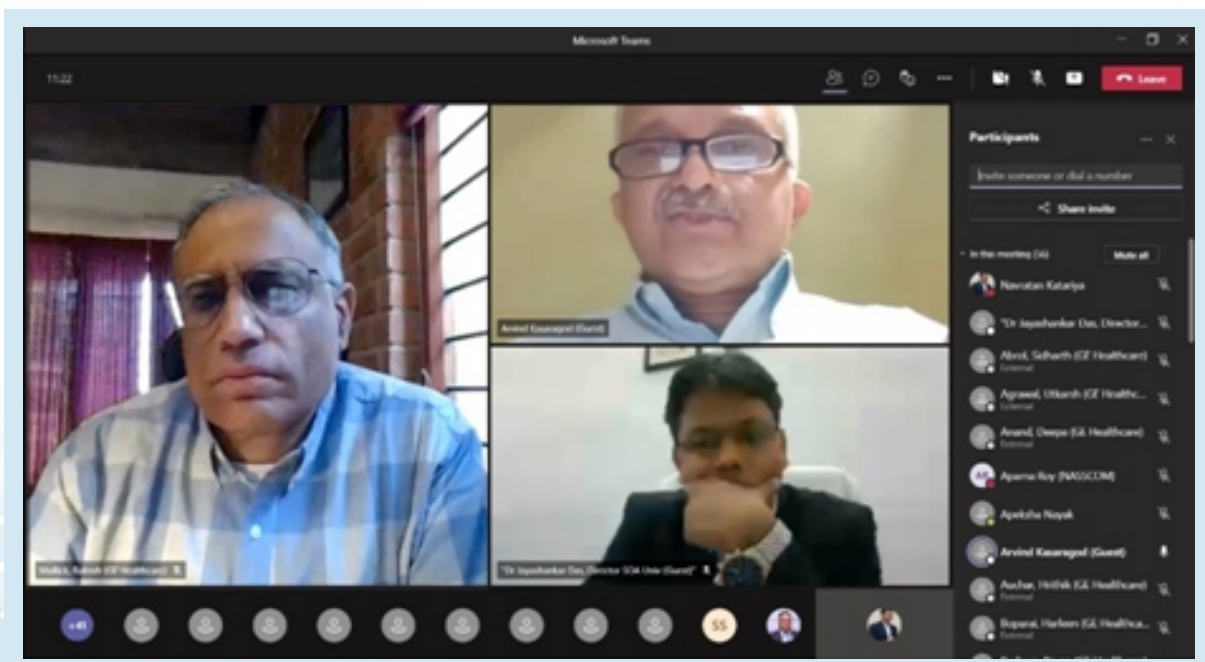 Microsoft Teams
11:22
Leave
Participants
Invite someone or dial a number
Share invite
In the meeting (56)
Mute all
Navratan Katariya
"Dr Jayashankar Das, Director...
Abrol, Sidharth (GE Healthcare)
External
Agrawal, Utkarsh (GE Healthc...
External
Anand, Deepa (GE Healthcare)
External
AR
Aparna Roy (NASSCOM)
Apeksha Nayak
Arvind Kasaragod (Guest)
Auchar, Hrithik (GE Healthcare)
External
Boparai, Harleen (GE Healthca...
External
Arvind Kasaragod (Guest)
Mullick, Rakesh (GE Healthcare)
"Dr Jayashankar Das, Director SOA Univ (Guest)"
+41
SS